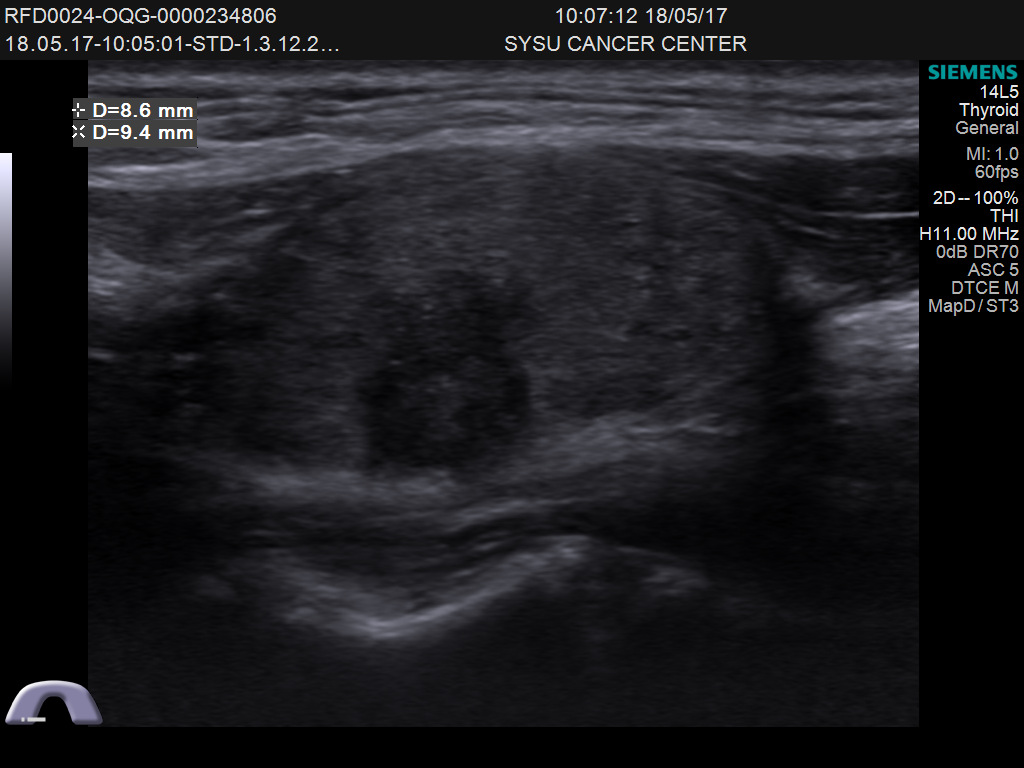 RFD0024-OQG-0000234806
10:07:12 18/05/17
18.05.17-10:05:01-STD-1.3.12.2...
SYSU CANCER CENTER
D=8.6 mm
D=9.4 mm
SIEMENS
14L5
Thyroid
General
MI: 1.0
60fps
2D--100%
THI
H11.00 MHz
0dB DR70
ASC 5
DTCE M
MapD/ST3